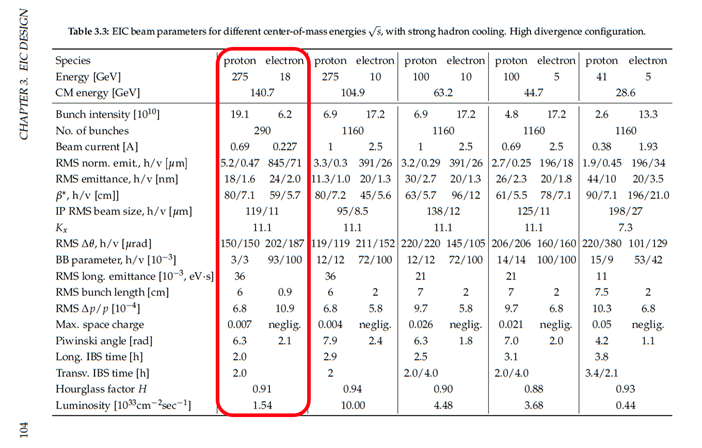 CHAPTER 3. EIC DESIGN
Table 3.3: EIC beam parameters for different center-of-mass energies √s, with strong hadron cooling. High divergence configuration.
Species proton electron proton electron proton electron proton electron proton electron
Energy [GeV] 275 18 275 10 100 10 100 5 41 5
CM energy [GeV] 140.7 104.9 63.2 44.7 28.6
Bunch intensity [10¹⁰] 19.1 6.2 6.9 17.2 6.9 17.2 4.8 17.2 2.6 13.3
No. of bunches 290 1160 1160 1160 1160
Beam current [A] 0.69 0.227 1 2.5 1 2.5 0.69 2.5 0.38 1.93
RMS norm. emit., h/v [μm] 5.2/0.47 845/71 3.3/0.3 391/26 3.2/0.29 391/26 2.7/0.25 196/18 1.9/0.45 196/34
RMS emittance, h/v [nm] 18/1.6 24/2.0 11.3/1.0 20/1.3 30/2.7 20/1.3 26/2.3 20/1.8 44/10 20/3.5
β*, h/v [cm]] 80/7.1 59/5.7 80/7.2 45/5.6 63/5.7 96/12 61/5.5 78/7.1 90/7.1 196/21.0
IP RMS beam size, h/v [μm] 119/11 95/8.5 138/12 125/11 198/27
Kₓ 11.1 11.1 11.1 11.1 7.3
RMS Δθ, h/v [μrad] 150/150 202/187 119/119 211/152 220/220 145/105 206/206 160/160 220/380 101/129
BB parameter, h/v [10⁻³] 3/3 93/100 12/12 72/100 12/12 72/100 14/14 100/100 15/9 53/42
RMS long. emittance [10⁻³, eV·s] 36 36 21 21 11
RMS bunch length [cm] 6 0.9 6 2 7 2 7 2 7.5 2
RMS Δp/p [10⁻⁴] 6.8 10.9 6.8 5.8 9.7 5.8 9.7 6.8 10.3 6.8
Max. space charge 0.007 neglig. 0.004 neglig. 0.026 neglig. 0.021 neglig. 0.05 neglig.
Piwinski angle [rad] 6.3 2.1 7.9 2.4 6.3 1.8 7.0 2.0 4.2 1.1
Long. IBS time [h] 2.0 2.9 2.5 3.1 3.8
Transv. IBS time [h] 2.0 2 2.0/4.0 2.0/4.0 3.4/2.1
Hourglass factor H 0.91 0.94 0.90 0.88 0.93
Luminosity [10³³cm⁻²sec⁻¹] 1.54 10.00 4.48 3.68 0.44
104